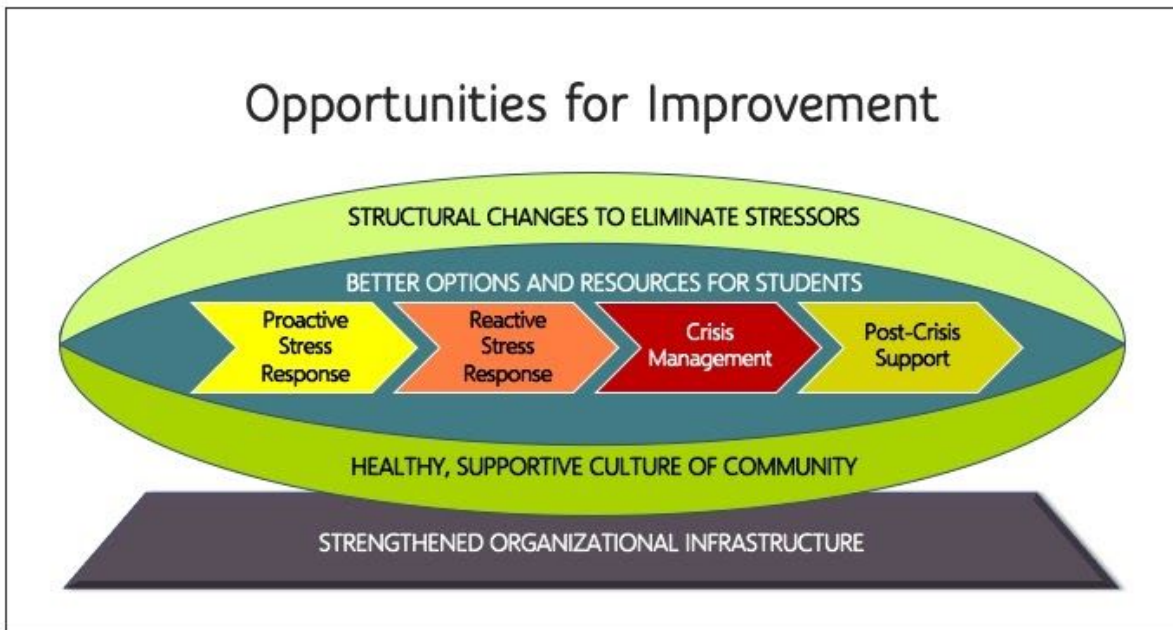 Opportunities for Improvement
STRUCTURAL CHANGES TO ELIMINATE STRESSORS
BETTER OPTIONS AND RESOURCES FOR STUDENTS
Proactive
Stress
Response
Reactive
Stress
Response
Crisis
Management
Post-Crisis
Support
HEALTHY, SUPPORTIVE CULTURE OF COMMUNITY
STRENGTHENED ORGANIZATIONAL INFRASTRUCTURE